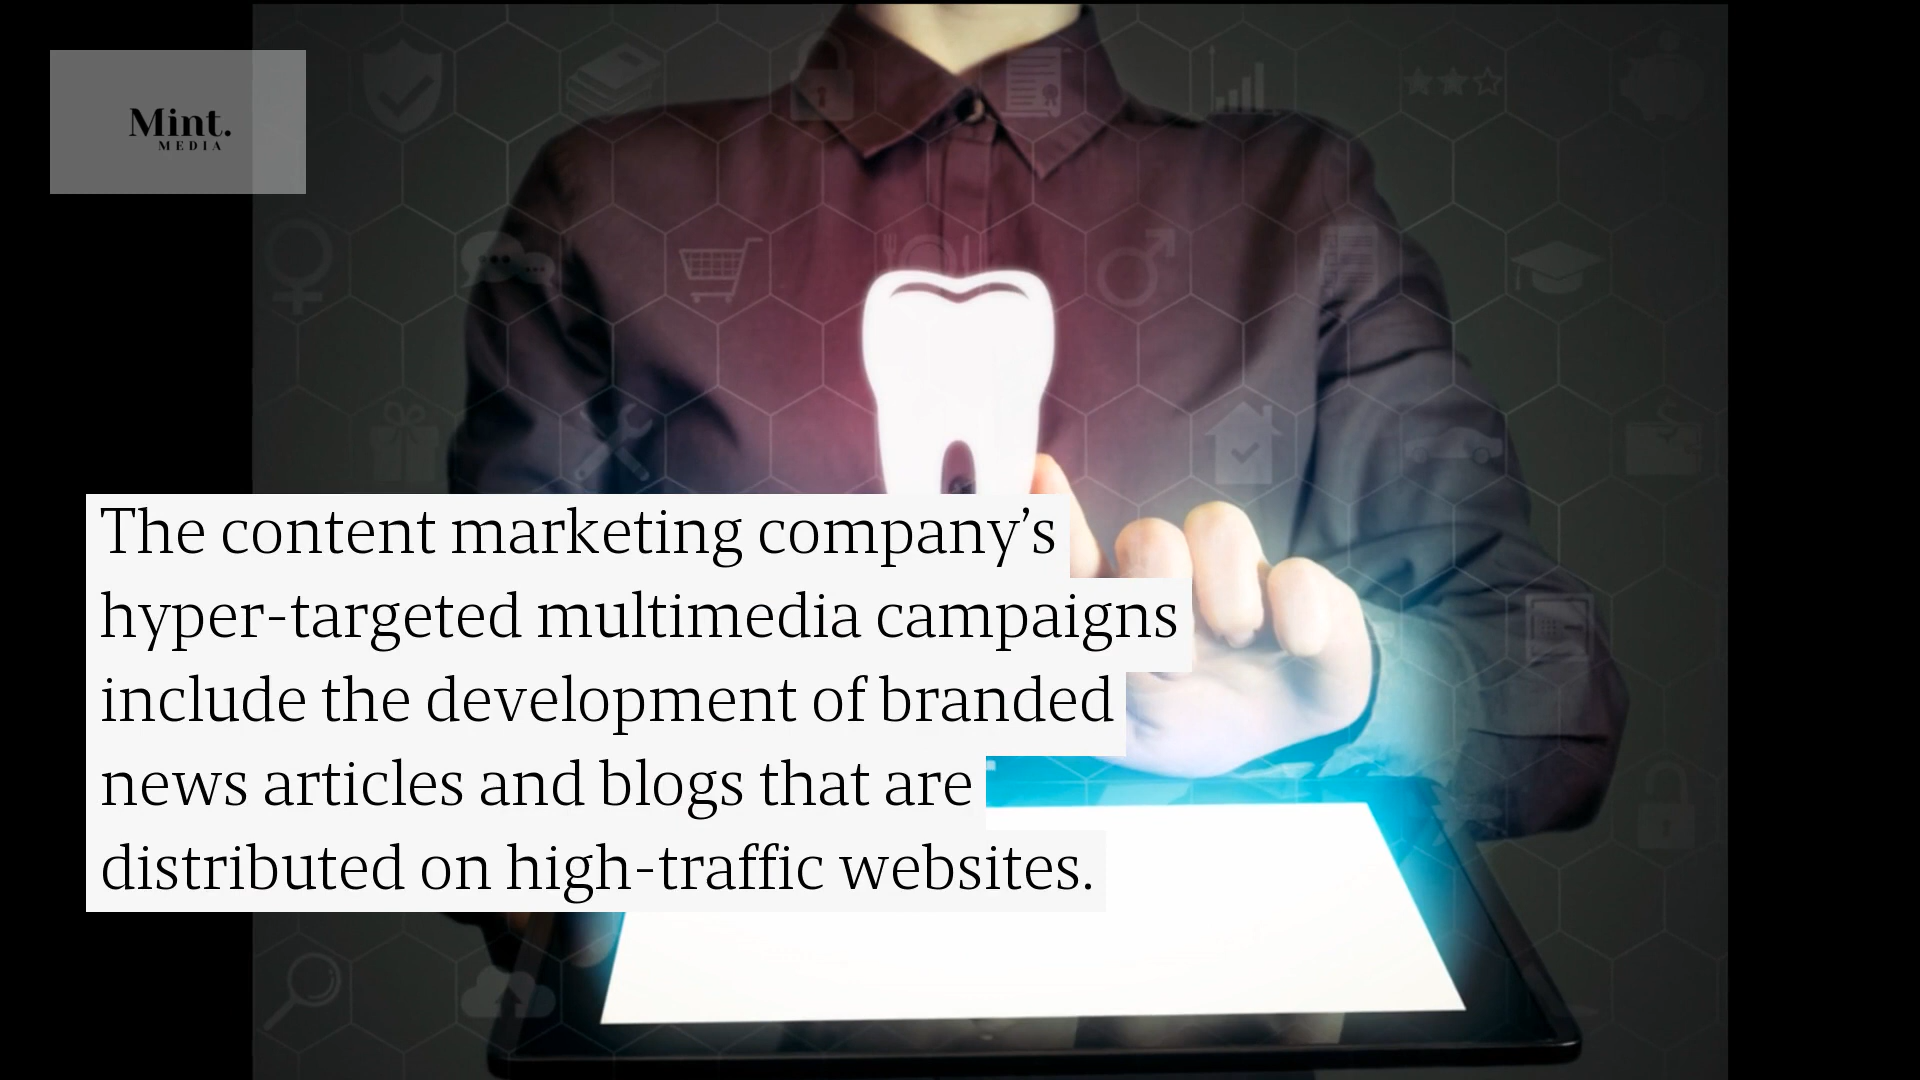 Mint.
MEDIA
The content marketing company’s
hyper-targeted multimedia campaigns
include the development of branded
news articles and blogs that are
distributed on high-traffic websites.